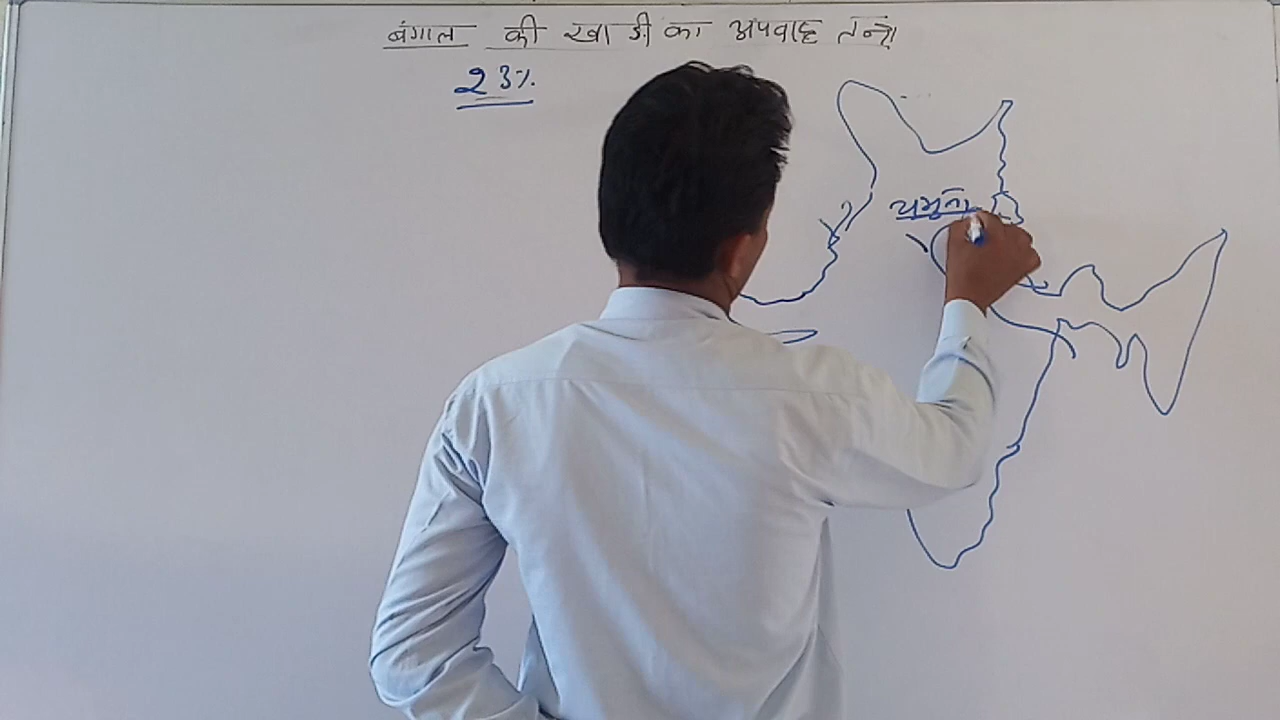 बंगाल की खाडी का अपवाह तन्त्र
23%
यमुना